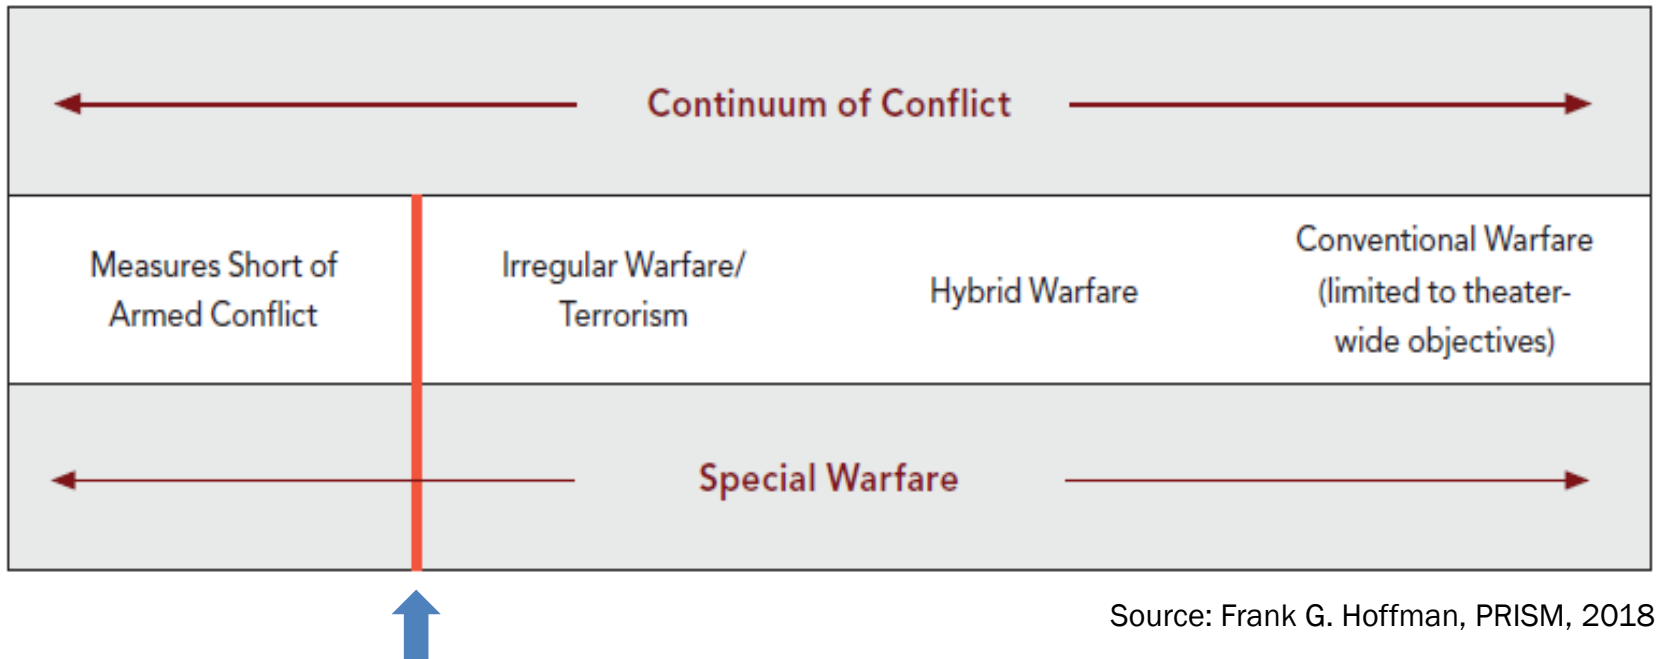 Continuum of Conflict
Measures Short of
Armed Conflict
Irregular Warfare/
Terrorism
Hybrid Warfare
Conventional Warfare
(limited to theater-
wide objectives)
Special Warfare
Source: Frank G. Hoffman, PRISM, 2018